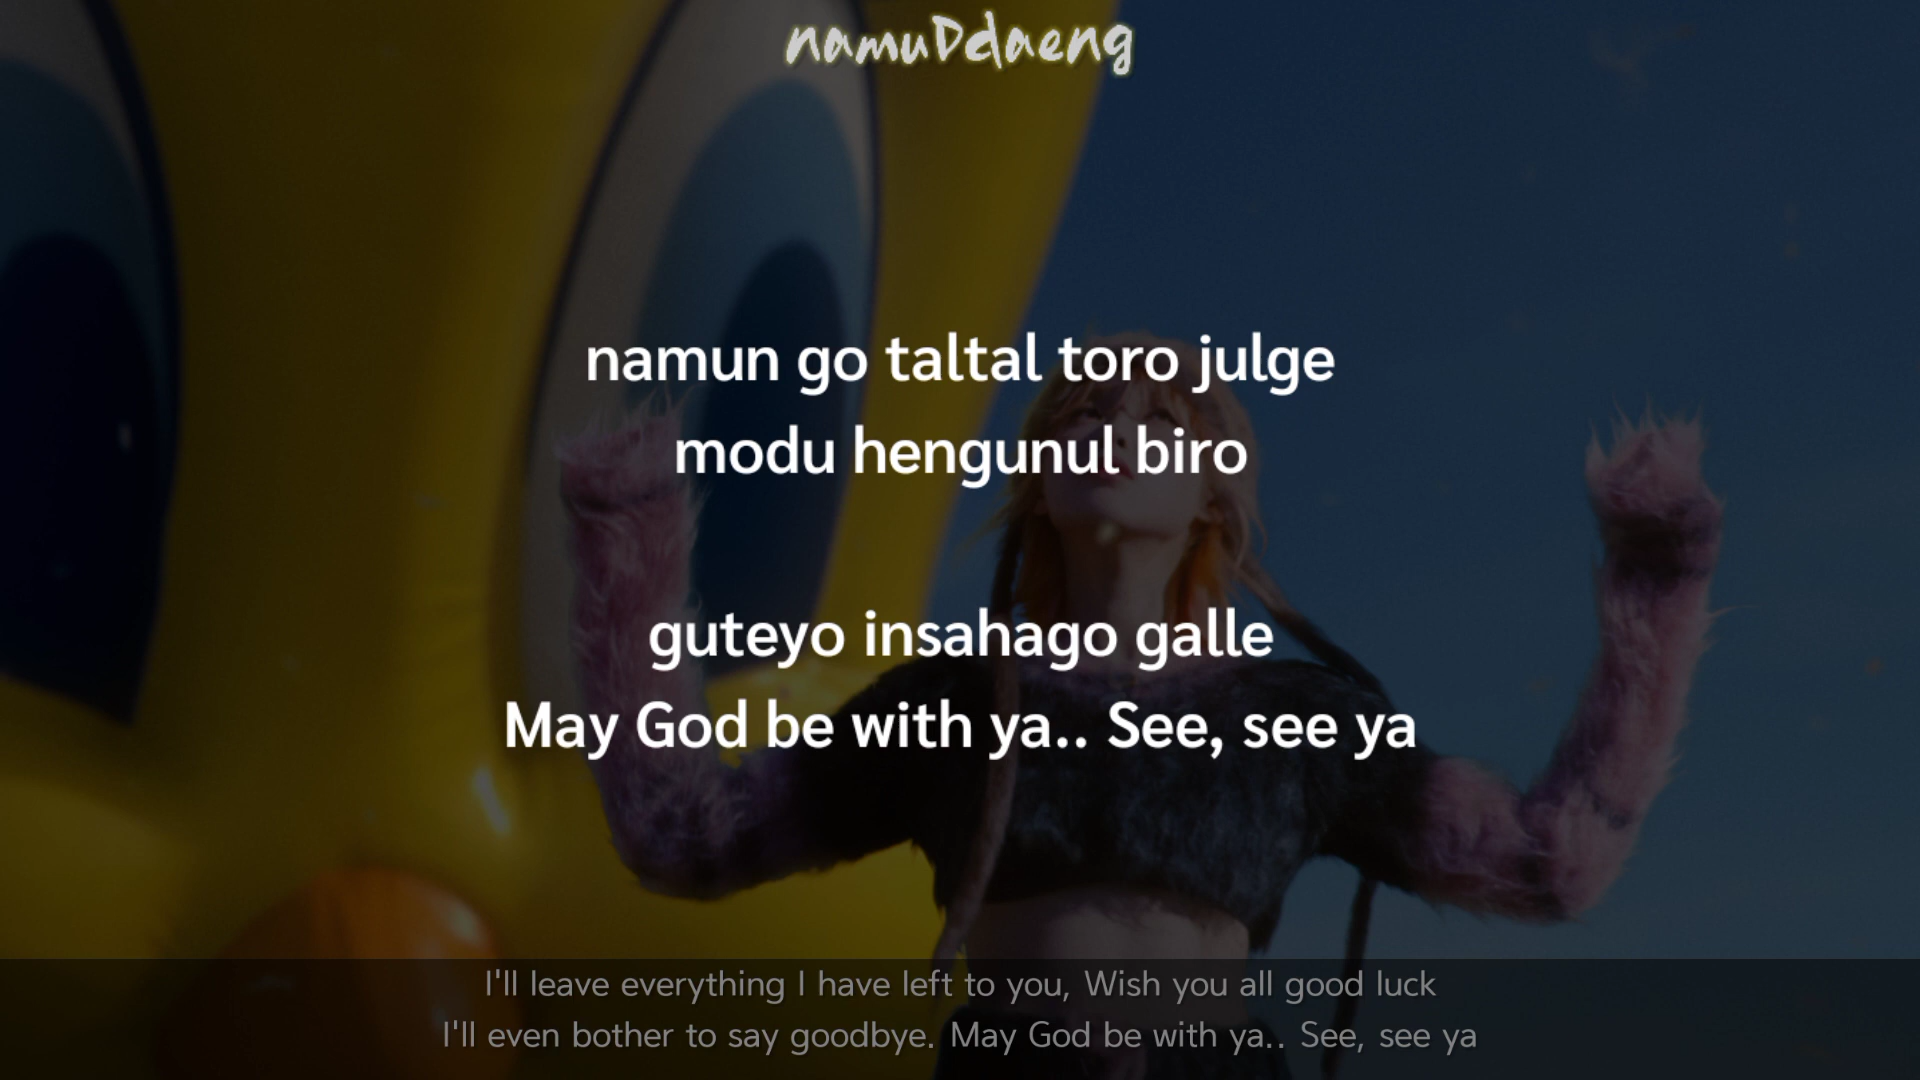 namuDdaeng
namun go taltal toro julge
modu hengunul biro
guteyo insahago galle
May God be with ya.. See, see ya
I'll leave everything I have left to you, Wish you all good luck
I'll even bother to say goodbye. May God be with ya.. See, see ya